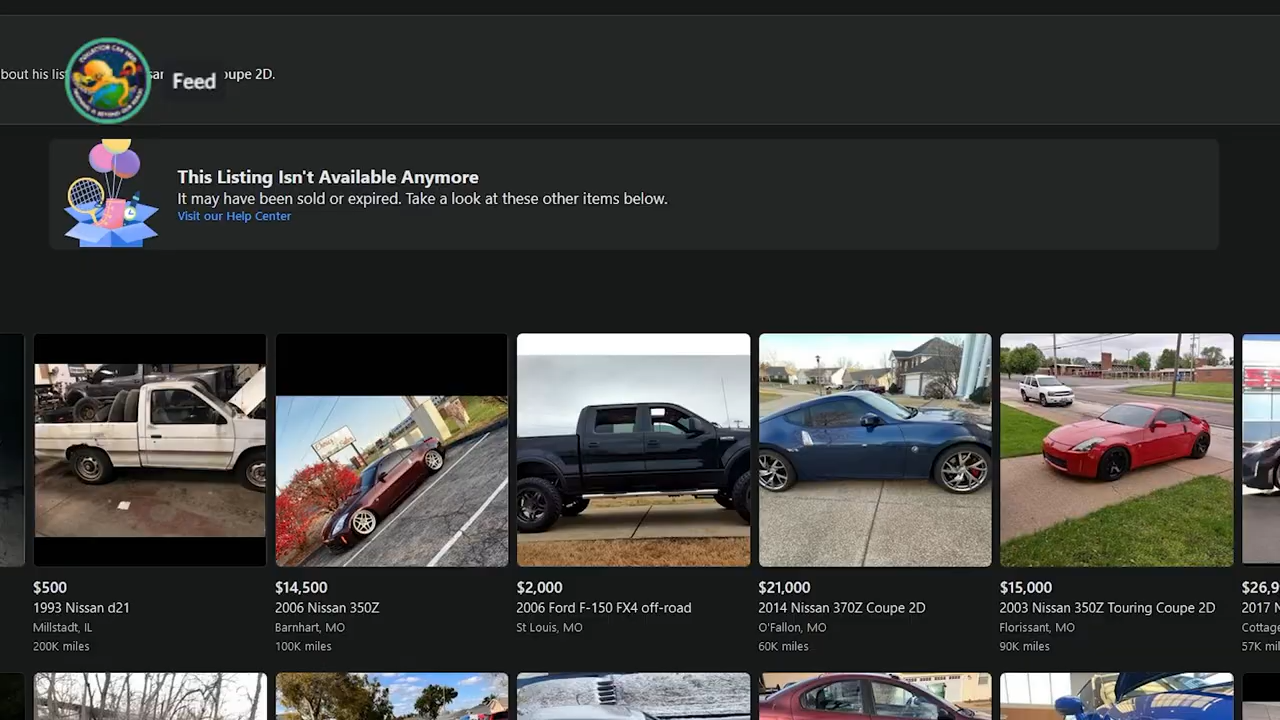 bout his lis
oupe 2D.
Feed
This Listing Isn't Available Anymore
It may have been sold or expired. Take a look at these other items below.
Visit our Help Center
$500
1993 Nissan d21
Millstadt, IL
200K miles
$14,500
2006 Nissan 350Z
Barnhart, MO
100K miles
$2,000
2006 Ford F-150 FX4 off-road
St Louis, MO
$21,000
2014 Nissan 370Z Coupe 2D
O'Fallon, MO
60K miles
$15,000
2003 Nissan 350Z Touring Coupe 2D
Florissant, MO
90K miles
$26,9
2017 N
Cottag
57K mil